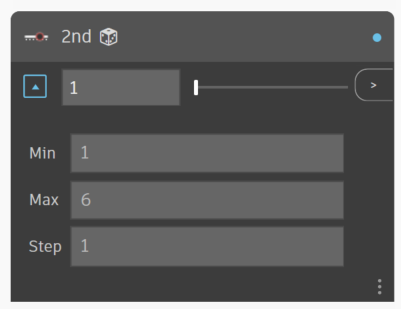 2nd 🎲
1
>
Min 1
Max 6
Step 1